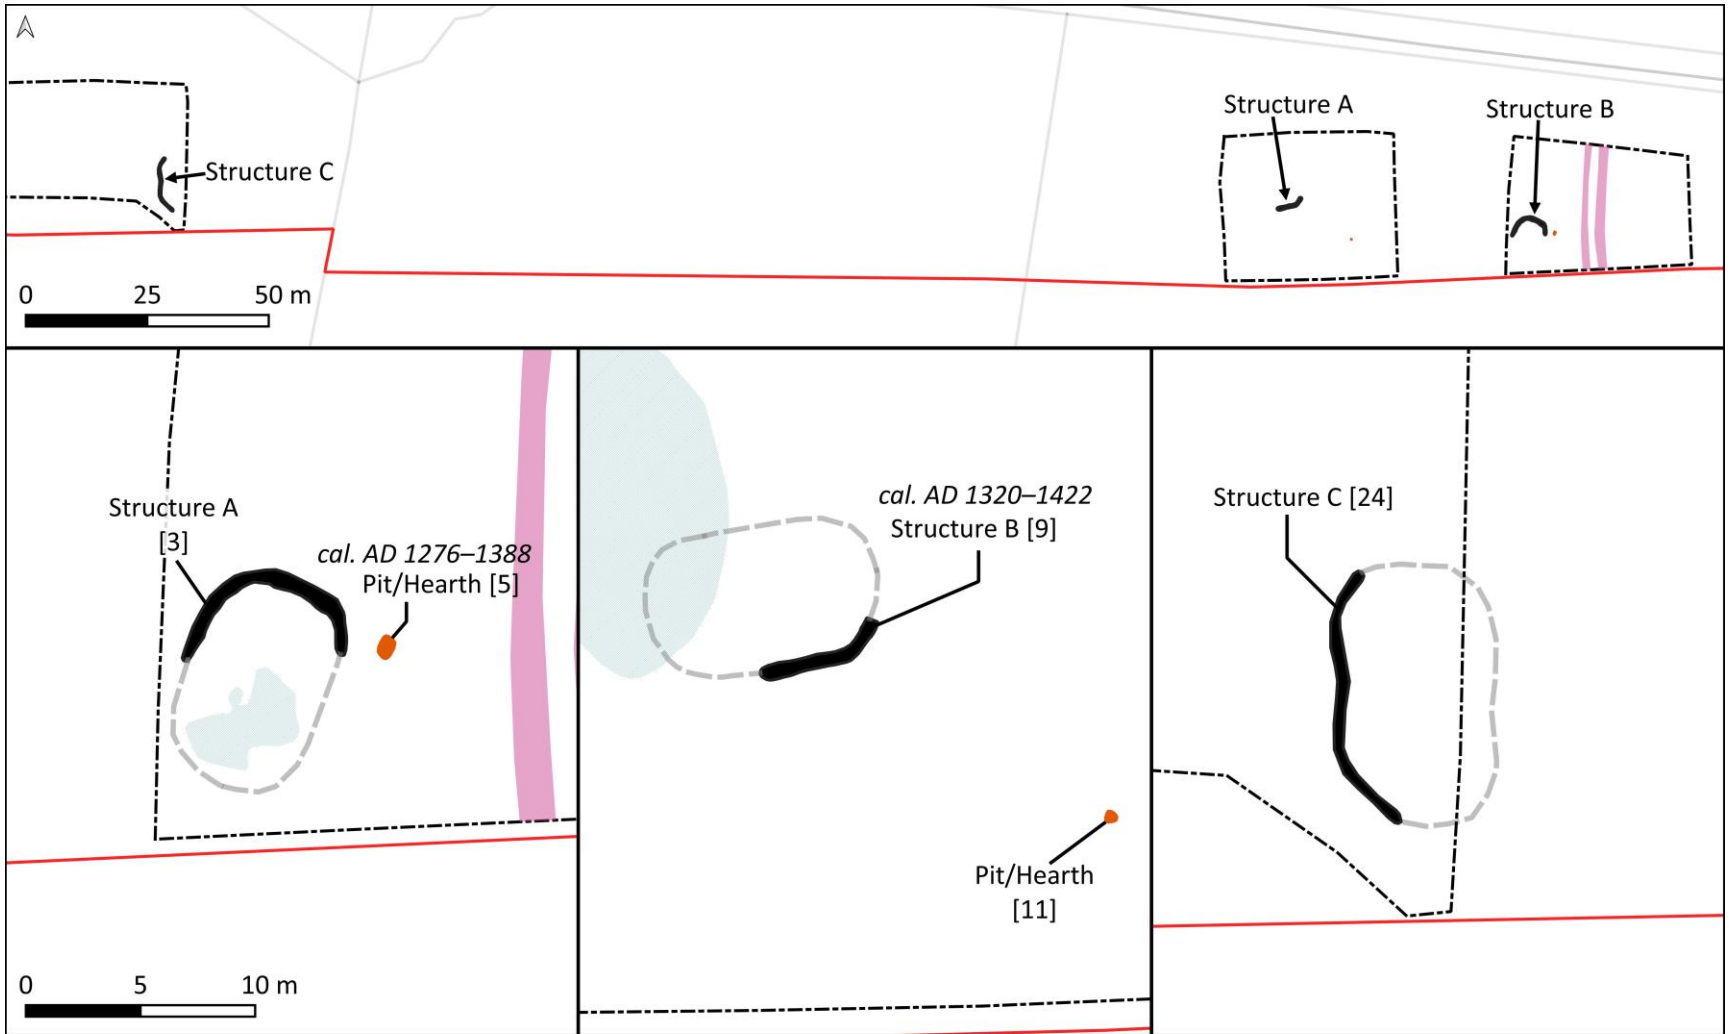 Structure A
Structure B
Structure C
0 25 50 m
Structure A
[3]
cal. AD 1276–1388
Pit/Hearth [5]
0 5 10 m
cal. AD 1320–1422
Structure B [9]
Pit/Hearth
[11]
Structure C [24]